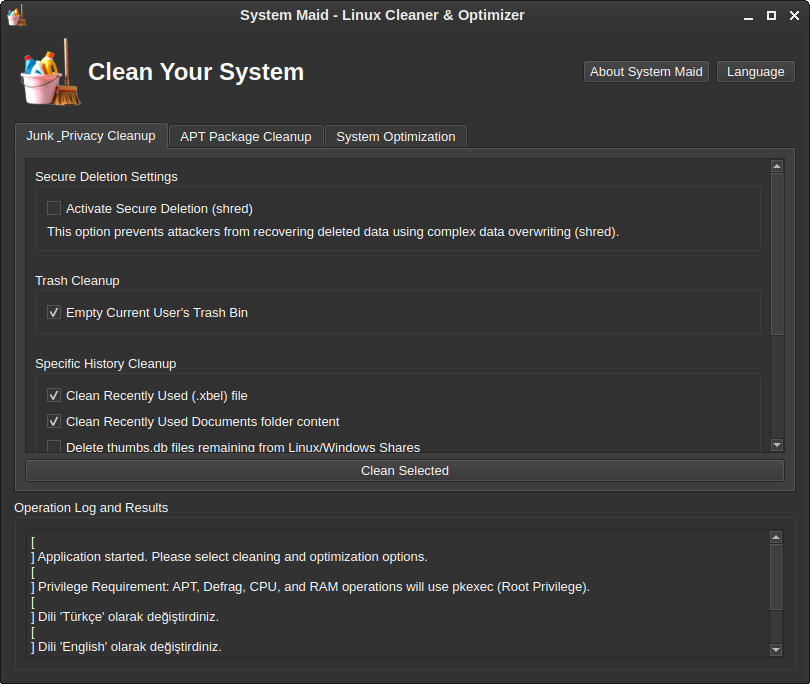 System Maid - Linux Cleaner & Optimizer
Clean Your System
About System Maid
Language
Junk _Privacy Cleanup
APT Package Cleanup
System Optimization
Secure Deletion Settings
Activate Secure Deletion (shred)
This option prevents attackers from recovering deleted data using complex data overwriting (shred).
Trash Cleanup
Empty Current User's Trash Bin
Specific History Cleanup
Clean Recently Used (.xbel) file
Clean Recently Used Documents folder content
Delete thumbs.db files remaining from Linux/Windows Shares
Clean Selected
Operation Log and Results
[
] Application started. Please select cleaning and optimization options.
[
] Privilege Requirement: APT, Defrag, CPU, and RAM operations will use pkexec (Root Privilege).
[
] Dili 'Türkçe' olarak değiştirdiniz.
[
] Dili 'English' olarak değiştirdiniz.